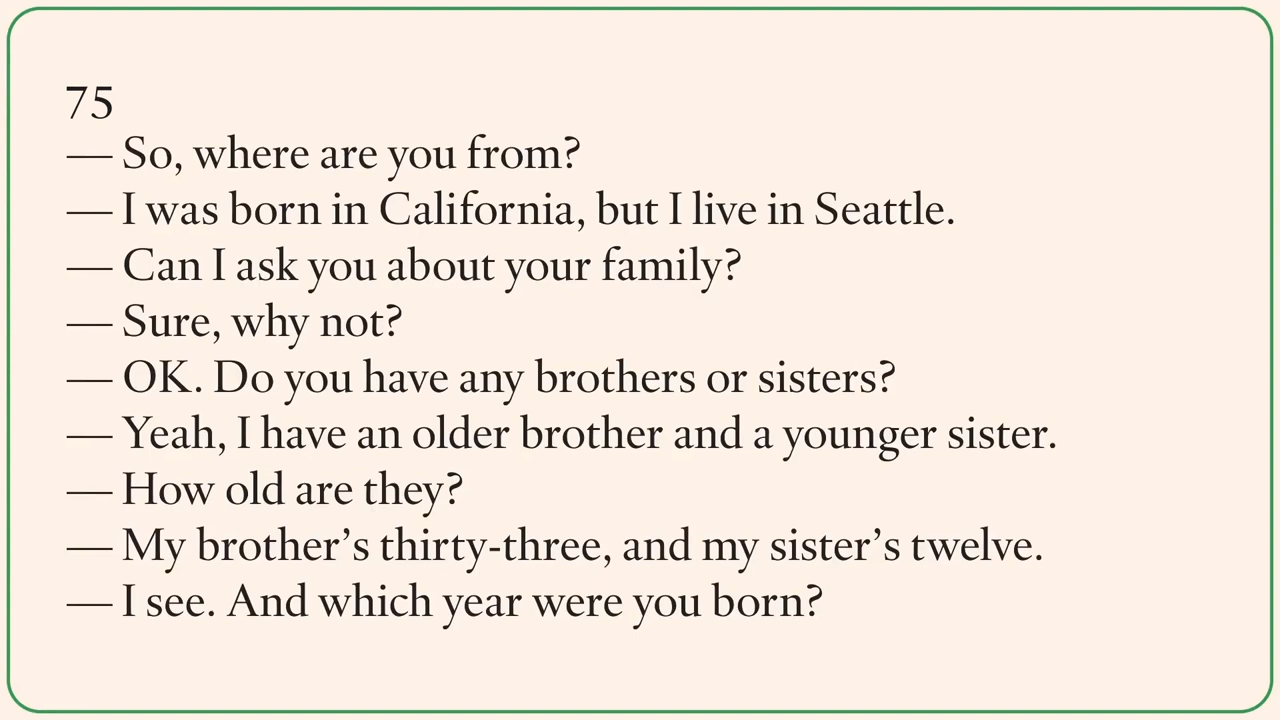 75
— So, where are you from?
— I was born in California, but I live in Seattle.
— Can I ask you about your family?
— Sure, why not?
— OK. Do you have any brothers or sisters?
— Yeah, I have an older brother and a younger sister.
— How old are they?
— My brother’s thirty-three, and my sister’s twelve.
— I see. And which year were you born?